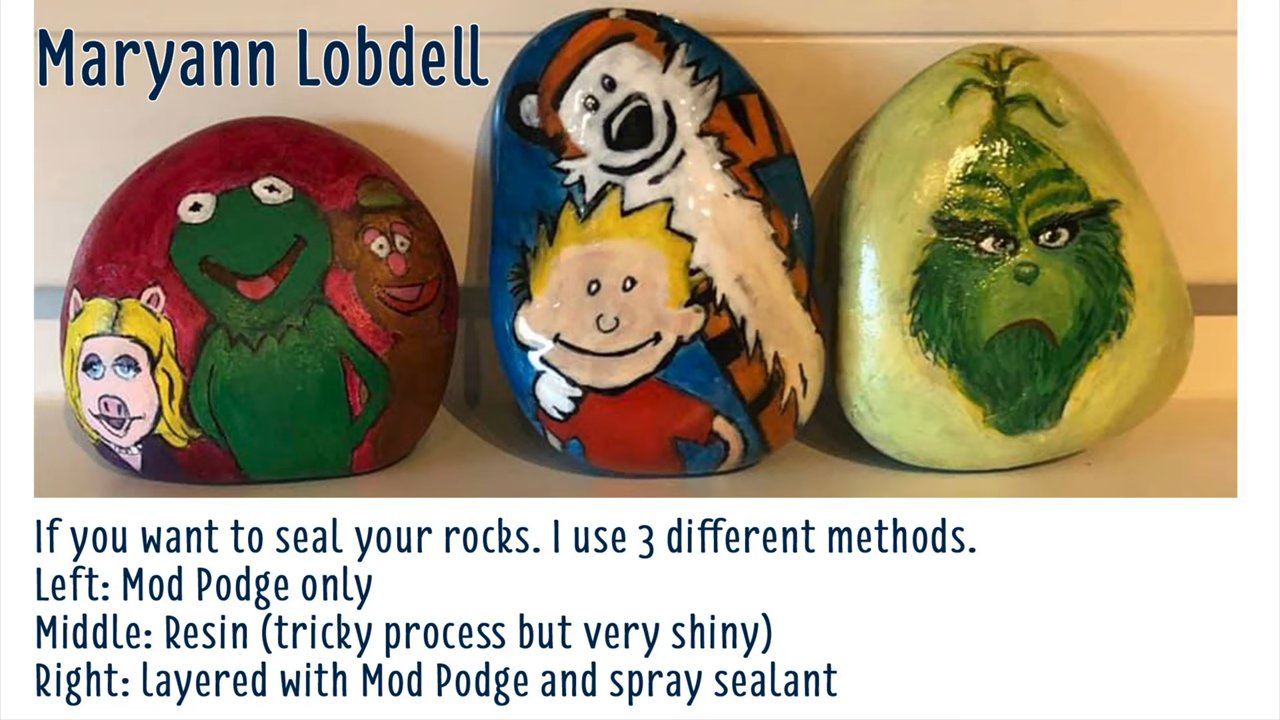 Maryann Lobdell
If you want to seal your rocks. I use 3 different methods.
Left: Mod Podge only
Middle: Resin (tricky process but very shiny)
Right: layered with Mod Podge and spray sealant